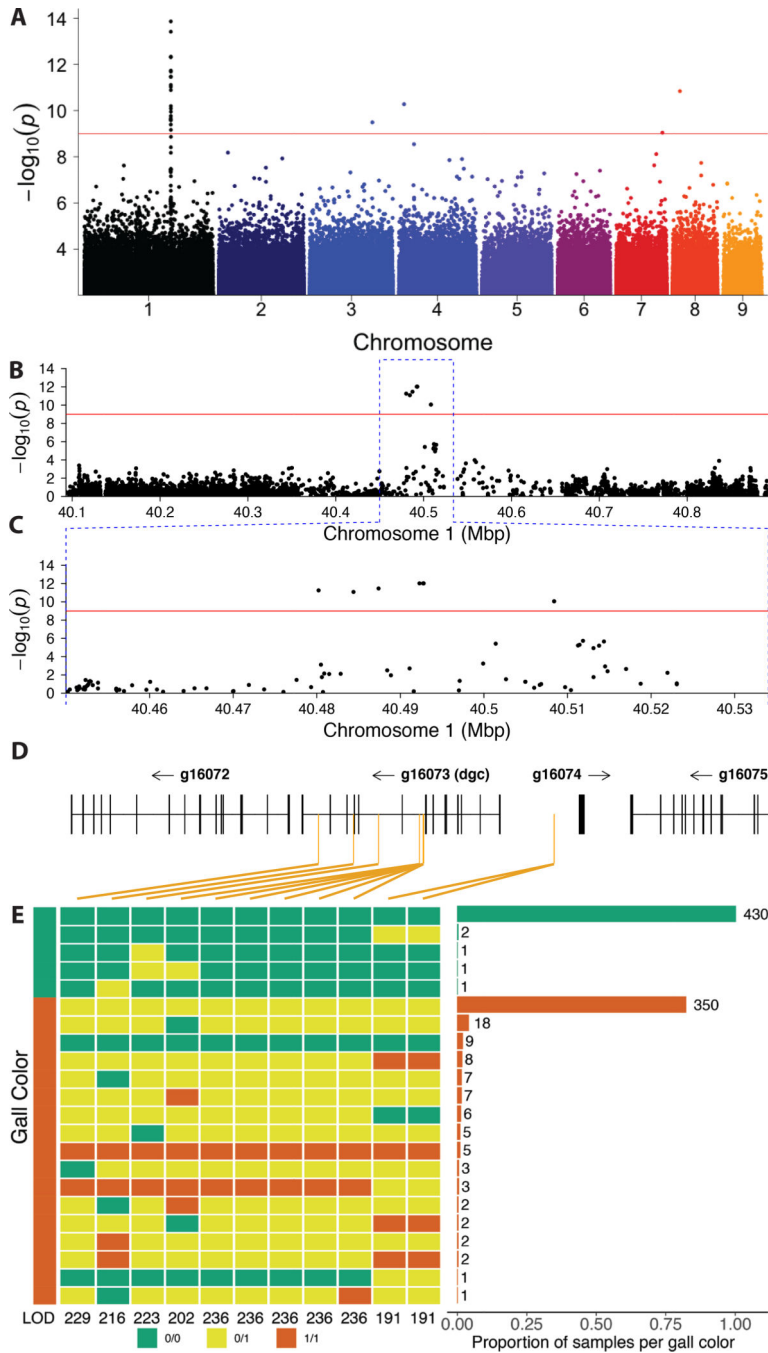 A
14
12
10
8
6
4
−log10(p)
1 2 3 4 5 6 7 8 9
Chromosome
B
14
12
10
8
6
4
2
0
−log10(p)
40.1 40.2 40.3 40.4 40.5 40.6 40.7 40.8
Chromosome 1 (Mbp)
C
14
12
10
8
6
4
2
0
−log10(p)
40.46 40.47 40.48 40.49 40.5 40.51 40.52 40.53
Chromosome 1 (Mbp)
D
← g16072 ← g16073 (dgc) g16074 → ← g16075
E
Gall Color
430
2
1
1
1
350
18
9
8
7
7
6
5
5
3
3
2
2
2
2
1
1
LOD 229 216 223 202 236 236 236 236 236 191 191
0/0 0/1 1/1
0.00 0.25 0.50 0.75 1.00
Proportion of samples per gall color